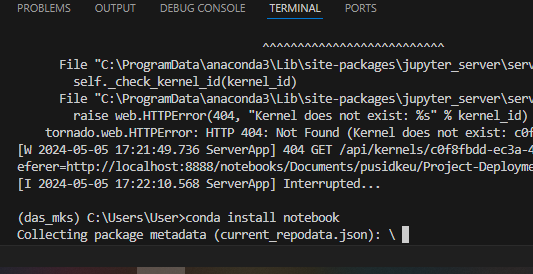 PROBLEMS OUTPUT DEBUG CONSOLE TERMINAL PORTS
^^^^^^^^^^^^^^^^^^^^^^^^^^
File "C:\ProgramData\anaconda3\Lib\site-packages\jupyter_server\serv
self._check_kernel_id(kernel_id)
File "C:\ProgramData\anaconda3\Lib\site-packages\jupyter_server\serv
raise web.HTTPError(404, "Kernel does not exist: %s" % kernel_id)
tornado.web.HTTPError: HTTP 404: Not Found (Kernel does not exist: c0f
[W 2024-05-05 17:21:49.736 ServerApp] 404 GET /api/kernels/c0f8fbdd-ec3a-4
eferer=http://localhost:8888/notebooks/Documents/pusidkeu/Project-Deployme
[I 2024-05-05 17:22:10.568 ServerApp] Interrupted...
(das_mks) C:\Users\User>conda install notebook
Collecting package metadata (current_repodata.json): \